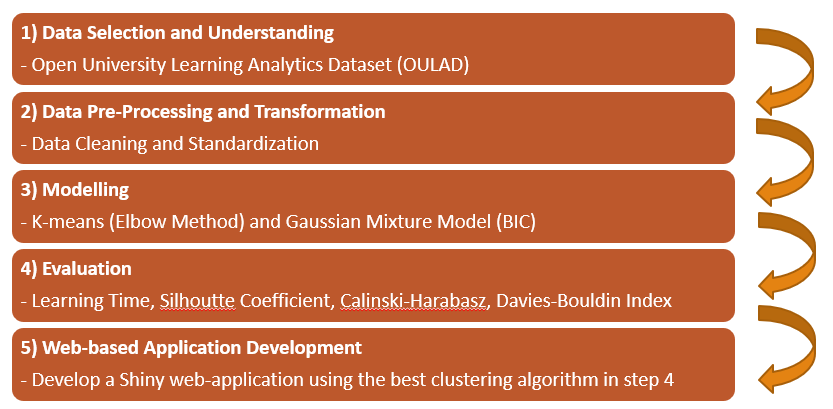 1) Data Selection and Understanding
- Open University Learning Analytics Dataset (OULAD)
2) Data Pre-Processing and Transformation
- Data Cleaning and Standardization
3) Modelling
- K-means (Elbow Method) and Gaussian Mixture Model (BIC)
4) Evaluation
- Learning Time, Silhoutte Coefficient, Calinski-Harabasz, Davies-Bouldin Index
5) Web-based Application Development
- Develop a Shiny web-application using the best clustering algorithm in step 4